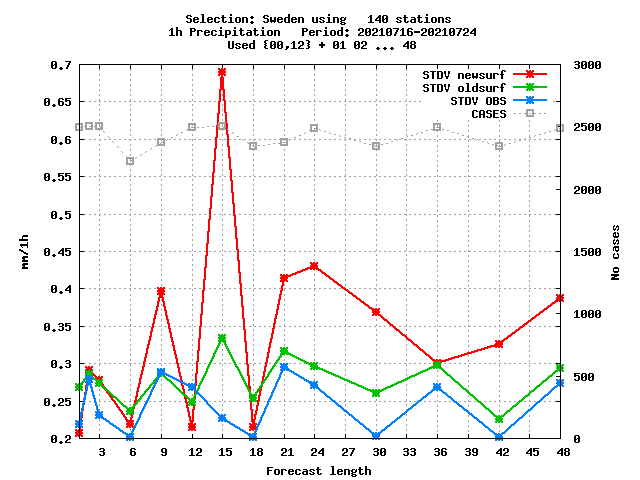 Selection: Sweden using   140 stations
1h Precipitation   Period: 20210716-20210724
Used {00,12} + 01 02 ... 48
0.7
0.65
0.6
0.55
0.5
0.45
0.4
0.35
0.3
0.25
0.2
mm/1h
3000
2500
2000
1500
1000
500
0
No cases
STDV newsurf
STDV oldsurf
STDV OBS
CASES
3 6 9 12 15 18 21 24 27 30 33 36 39 42 45 48
Forecast length